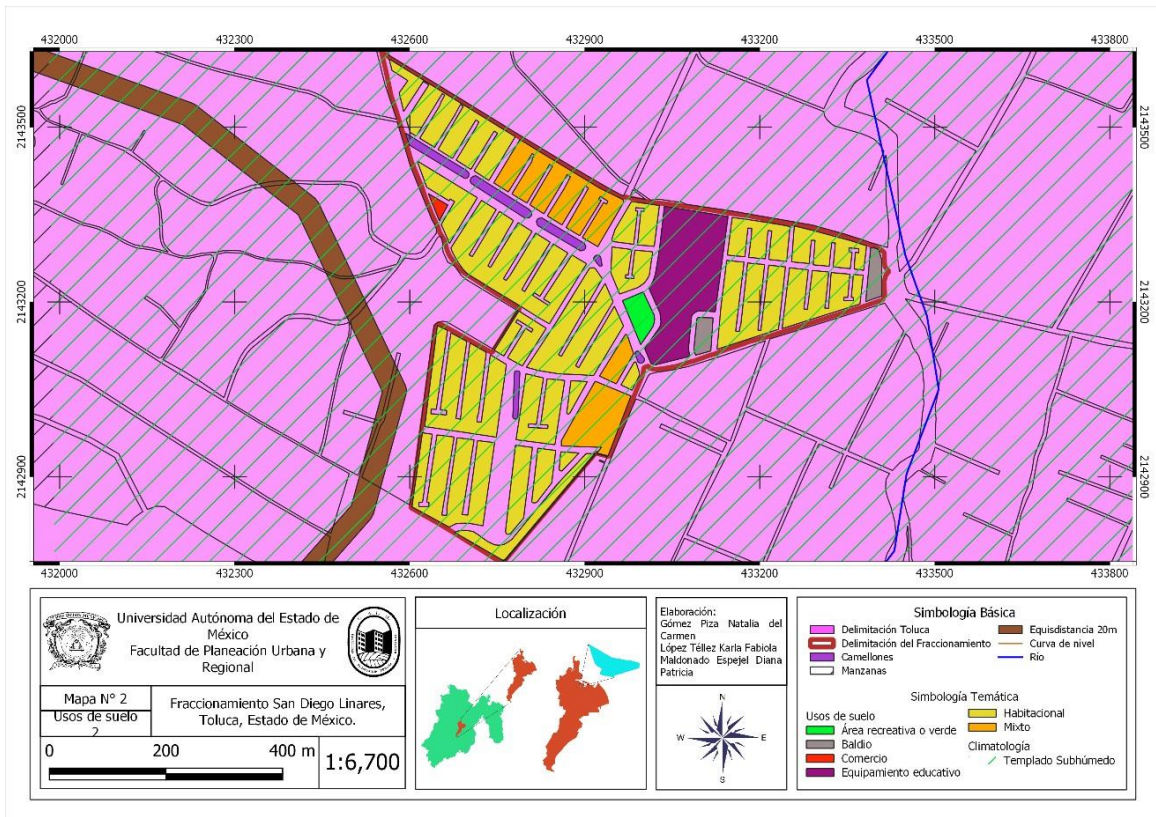 432000 432300 432600 432900 433200 433500 433800
2143500 2143500
2143200 2143200
2142900 2142900
432000 432300 432600 432900 433200 433500 433800
Universidad Autónoma del Estado de
México
Facultad de Planeación Urbana y
Regional
Mapa N° 2
Usos de suelo
2
Fraccionamiento San Diego Linares,
Toluca, Estado de México.
0 200 400 m
1:6,700
Localización
Elaboración:
Gómez Piza Natalia del
Carmen
López Téllez Karla Fabiola
Maldonado Espejel Diana
Patricia
N
W E
S
Simbología Básica
Delimitación Toluca
Delimitación del Fraccionamiento
Camellones
Manzanas
Equisdistancia 20m
Curva de nivel
Río
Simbología Temática
Usos de suelo
Área recreativa o verde
Baldio
Comercio
Equipamiento educativo
Habitacional
Mixto
Climatología
Templado Subhúmedo